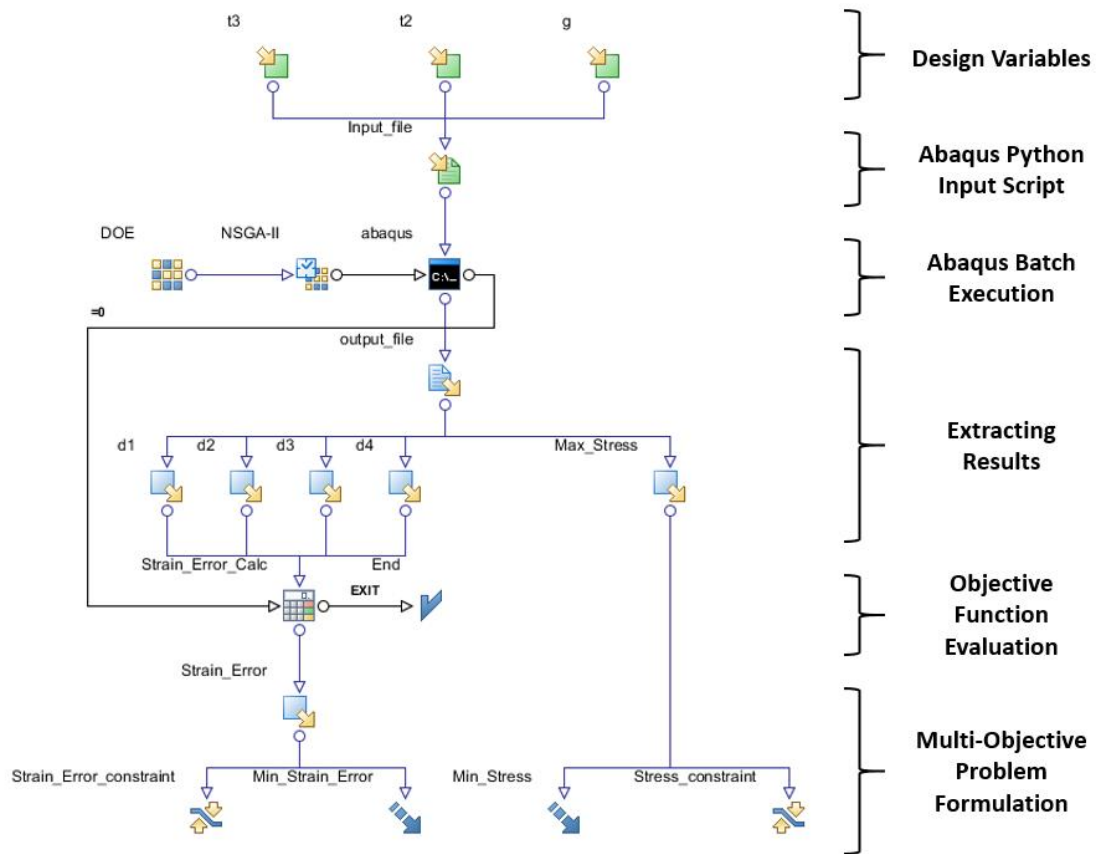 t3
t2
g
Design Variables
Input_file
Abaqus Python
Input Script
DOE
NSGA-II
abaqus
C:\_
Abaqus Batch
Execution
=0
output_file
d1
d2
d3
d4
Max_Stress
Extracting
Results
Strain_Error_Calc
End
EXIT
Objective
Function
Evaluation
Strain_Error
Strain_Error_constraint
Min_Strain_Error
Min_Stress
Stress_constraint
Multi-Objective
Problem
Formulation